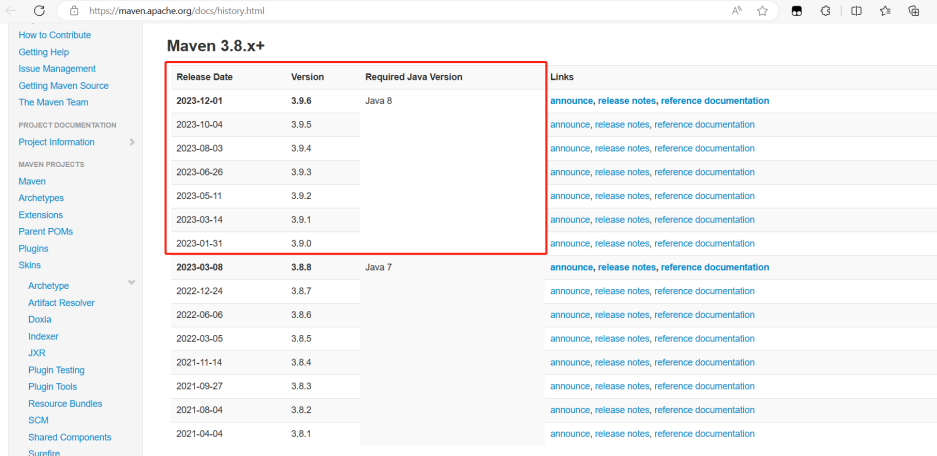 https://maven.apache.org/docs/history.html
How to Contribute
Getting Help
Issue Management
Getting Maven Source
The Maven Team
PROJECT DOCUMENTATION
Project Information
MAVEN PROJECTS
Maven
Archetypes
Extensions
Parent POMs
Plugins
Skins
Archetype
Artifact Resolver
Doxia
Indexer
JXR
Plugin Testing
Plugin Tools
Resource Bundles
SCM
Shared Components
Surefire
Maven 3.8.x+
Release Date Version Required Java Version Links
2023-12-01 3.9.6 Java 8 announce, release notes, reference documentation
2023-10-04 3.9.5 announce, release notes, reference documentation
2023-08-03 3.9.4 announce, release notes, reference documentation
2023-06-26 3.9.3 announce, release notes, reference documentation
2023-05-11 3.9.2 announce, release notes, reference documentation
2023-03-14 3.9.1 announce, release notes, reference documentation
2023-01-31 3.9.0 announce, release notes, reference documentation
2023-03-08 3.8.8 Java 7 announce, release notes, reference documentation
2022-12-24 3.8.7 announce, release notes, reference documentation
2022-06-06 3.8.6 announce, release notes, reference documentation
2022-03-05 3.8.5 announce, release notes, reference documentation
2021-11-14 3.8.4 announce, release notes, reference documentation
2021-09-27 3.8.3 announce, release notes, reference documentation
2021-08-04 3.8.2 announce, release notes, reference documentation
2021-04-04 3.8.1 announce, release notes, reference documentation